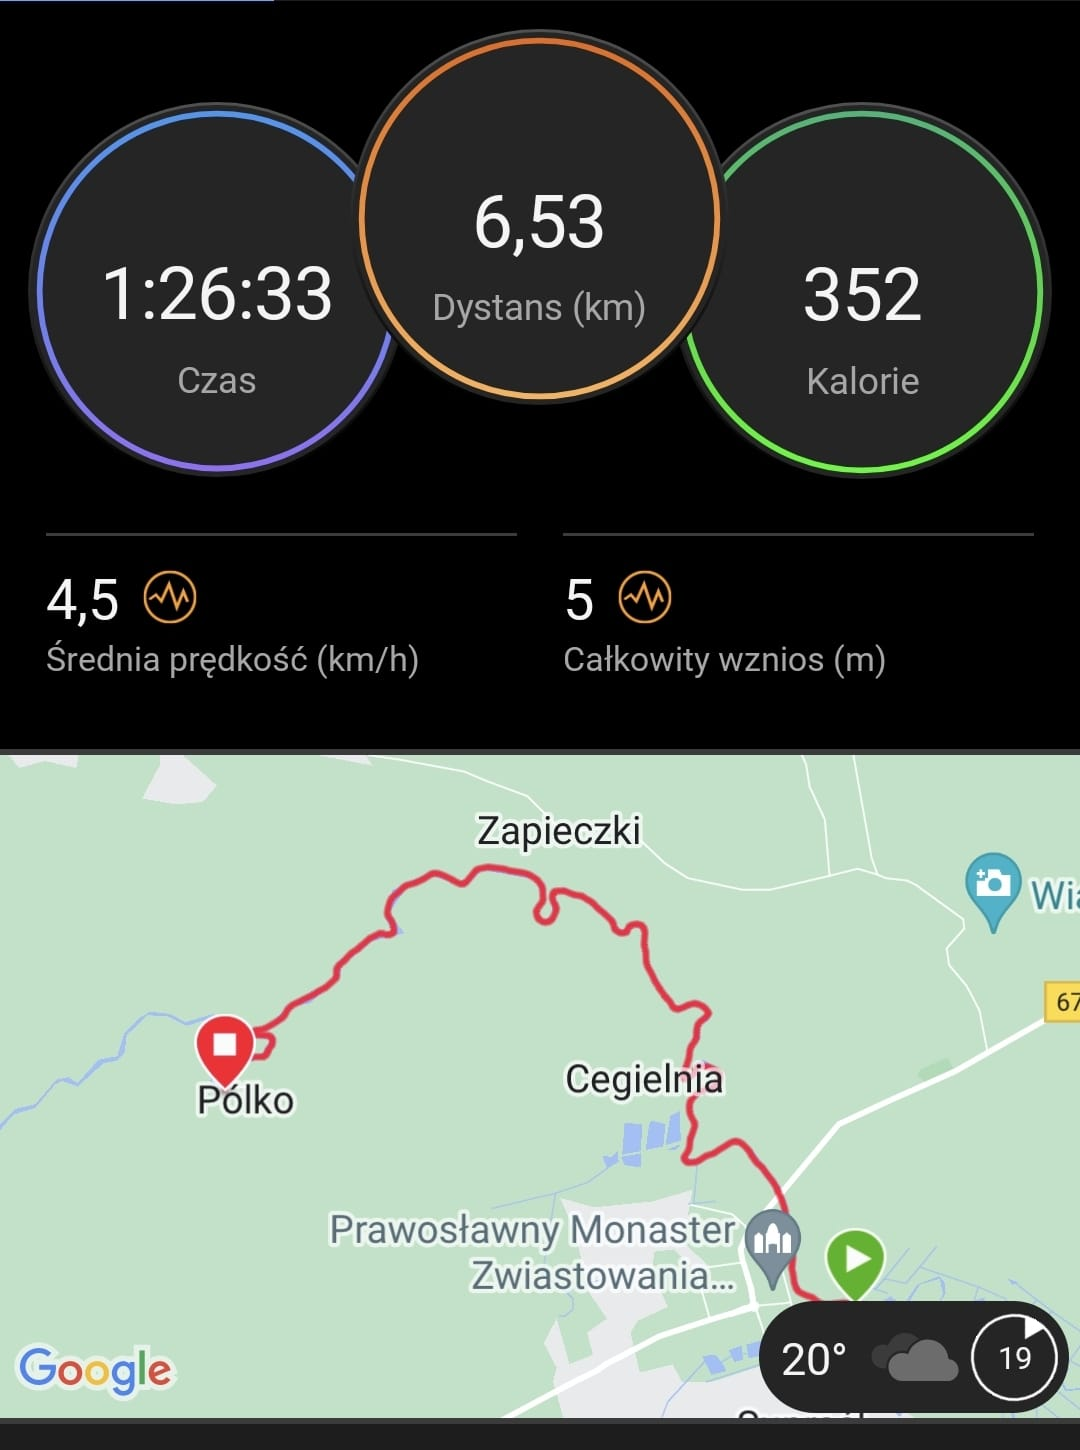 6,53
Dystans (km)
1:26:33
Czas
352
Kalorie
4,5
Średnia prędkość (km/h)
5
Całkowity wznios (m)
Zapieczki
67
Cegielnia
Pólko
Prawosławny Monaster
Zwiastowania...
Google
20°
19